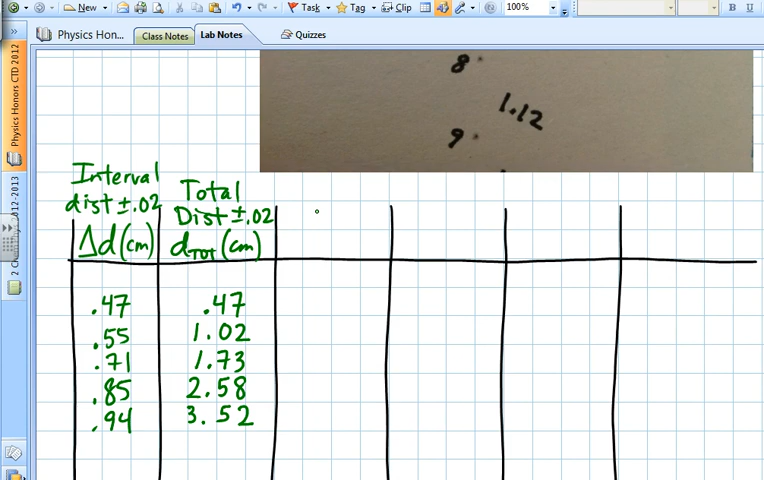 New
Task
Tag
Clip
100%
B U
Physics Hon...
Class Notes
Lab Notes
Quizzes
Physics Honors CTD 2012
2012-2013
8
1.12
9
Interval
dist ±.02
Δd(cm)
Total
Dist ±.02
dTOT(cm)
.47 .47
.55 1.02
.71 1.73
.85 2.58
.94 3.52